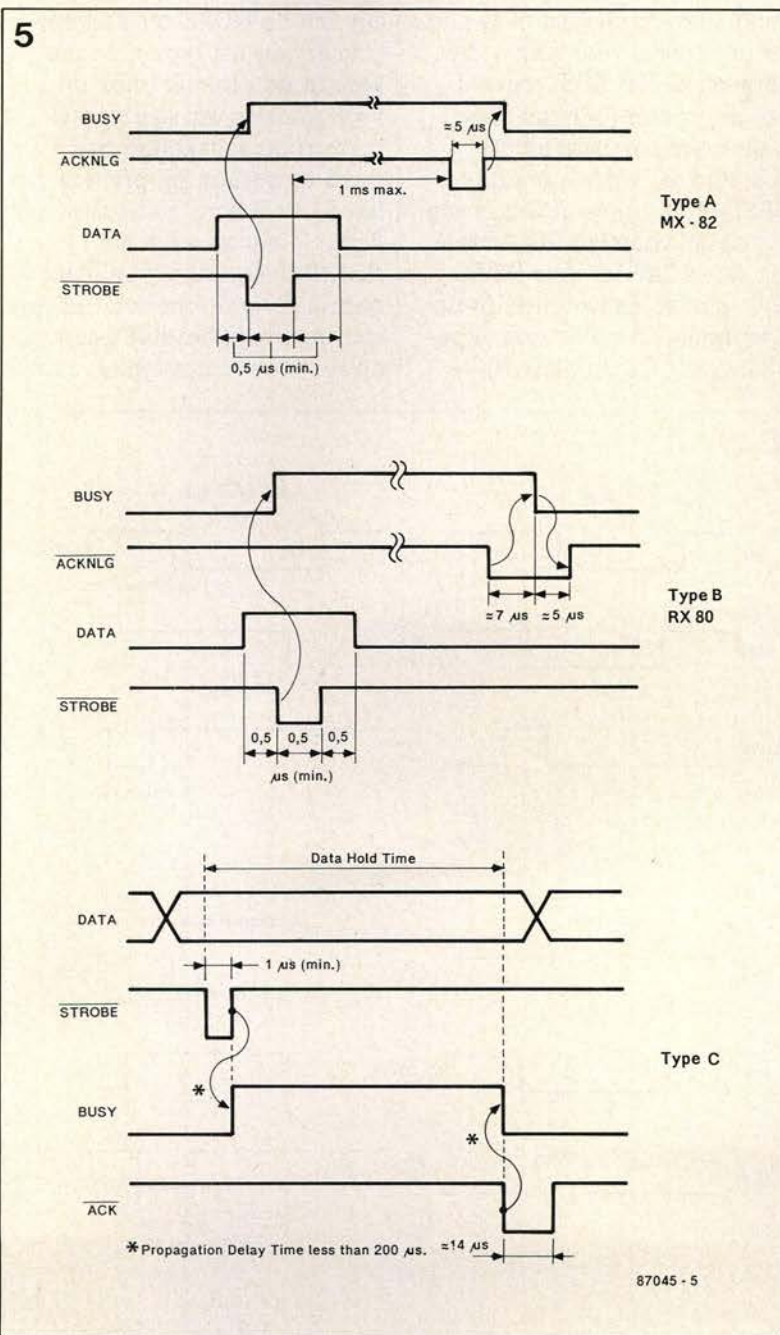 5
BUSY
≈5 µs
ACKNLG
1 ms max.
Type A
MX - 82
DATA
STROBE
0,5 µs (min.)
BUSY
ACKNLG
≈7 µs ≈5 µs
Type B
RX 80
DATA
STROBE
0,5 0,5 0,5
µs (min.)
Data Hold Time
DATA
1 µs (min.)
STROBE
Type C
*
BUSY
*
ACK
* Propagation Delay Time less than 200 µs. ≈14 µs
87045 - 5